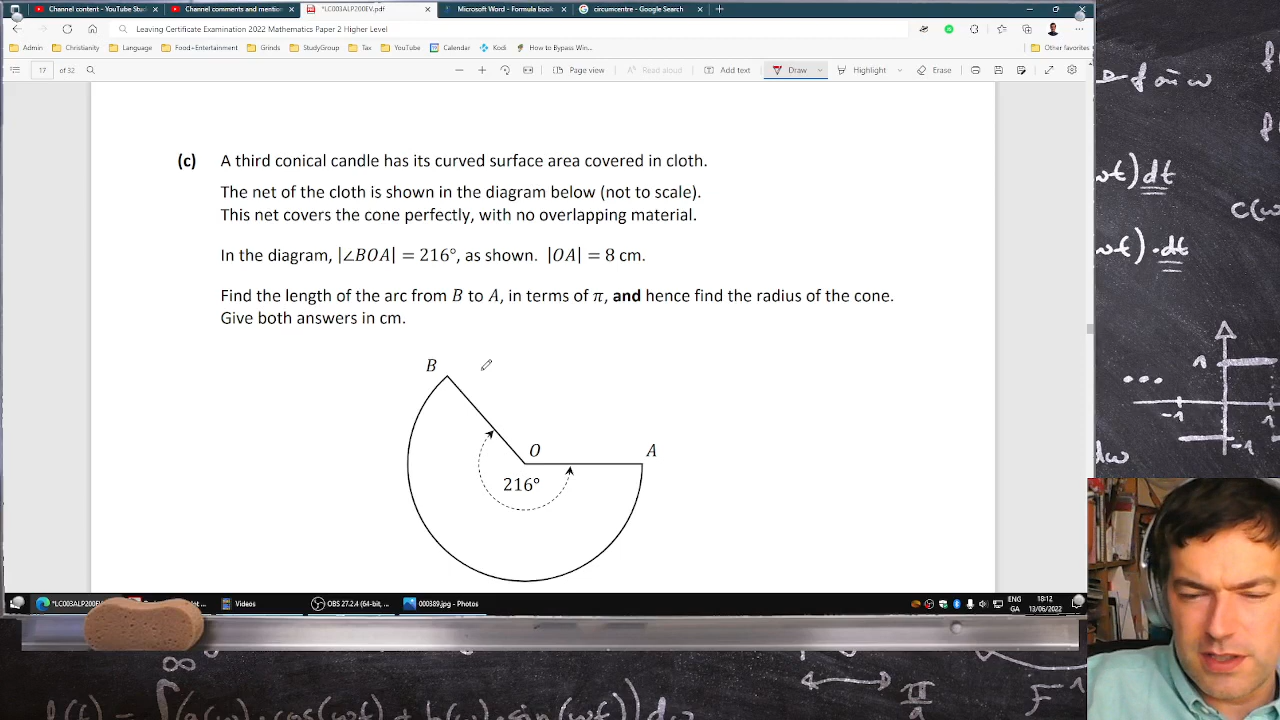 Channel content - YouTube Stu
Channel comments and mention
*LC003ALP200EV.pdf
Microsoft Word - Formula book
circumcentre - Google Search
Leaving Certificate Examination 2022 Mathematics Paper 2 Higher Level
Admin
Christianity
Language
Food+Entertainment
Grinds
StudyGroup
Tax
YouTube
Calendar
Kodi
How to Bypass Win...
Other favorites
17 of 32
Page view
Read aloud
Add text
Draw
Highlight
Erase
(c) A third conical candle has its curved surface area covered in cloth.
The net of the cloth is shown in the diagram below (not to scale).
This net covers the cone perfectly, with no overlapping material.
In the diagram, |∠BOA| = 216°, as shown. |OA| = 8 cm.
Find the length of the arc from B to A, in terms of π, and hence find the radius of the cone.
Give both answers in cm.
B
O
A
216°
*LC003ALP200EV
Videos
OBS 27.2.4 (64-bit, ...
000389.jpg - Photos
ENG
GA
18:12
13/06/2022